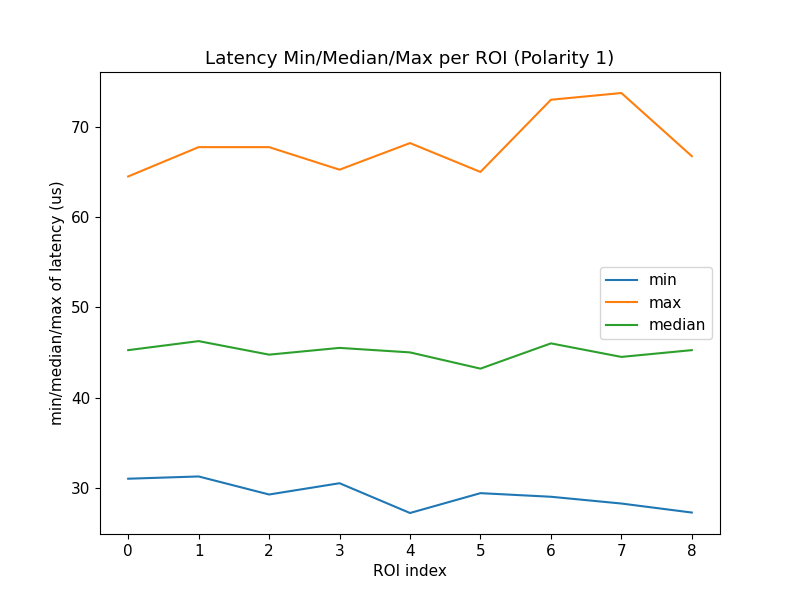 Latency Min/Median/Max per ROI (Polarity 1)
min/median/max of latency (us)
70
60
50
40
30
min
max
median
0 1 2 3 4 5 6 7 8
ROI index